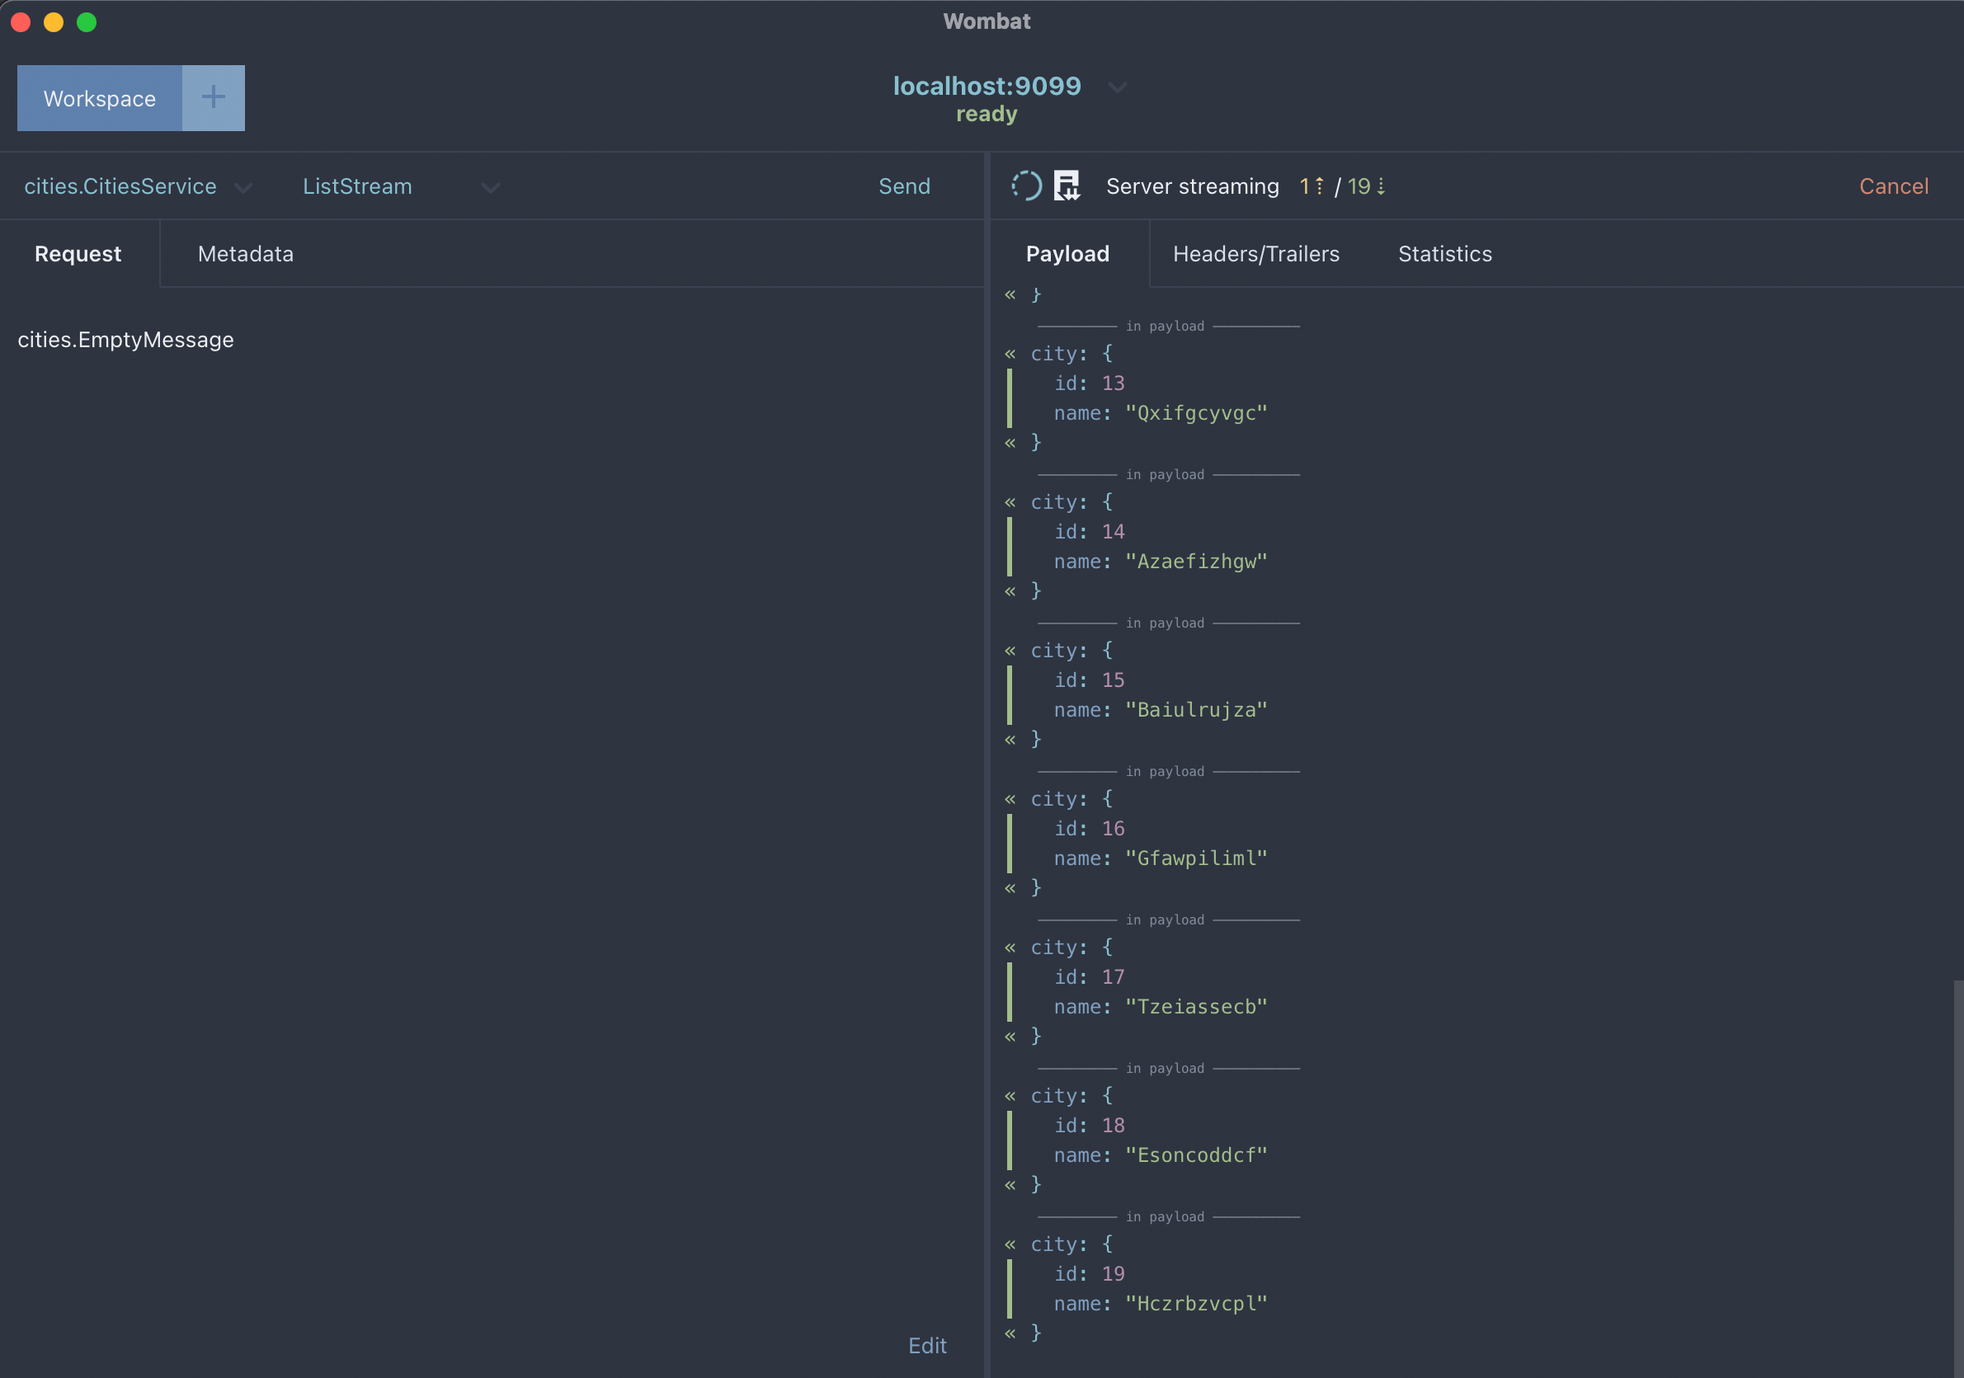 Wombat
Workspace +
localhost:9099
ready
cities.CitiesService ListStream Send
Server streaming 1 / 19 Cancel
Request Metadata
Payload Headers/Trailers Statistics
cities.EmptyMessage
« }
in payload
« city: {
id: 13
name: "Qxifgcyvgc"
« }
in payload
« city: {
id: 14
name: "Azaefizhgw"
« }
in payload
« city: {
id: 15
name: "Baiulrujza"
« }
in payload
« city: {
id: 16
name: "Gfawpiliml"
« }
in payload
« city: {
id: 17
name: "Tzeiassecb"
« }
in payload
« city: {
id: 18
name: "Esoncoddcf"
« }
in payload
« city: {
id: 19
name: "Hczrbzvcpl"
« }
Edit